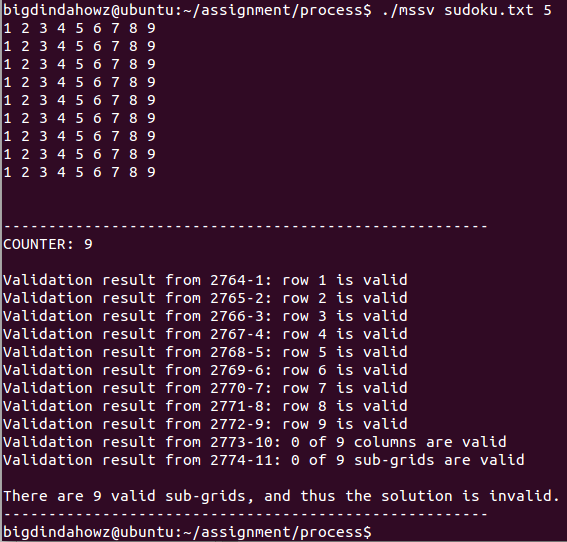 bigdindahowz@ubuntu:~/assignment/process$ ./mssv sudoku.txt 5
1 2 3 4 5 6 7 8 9
1 2 3 4 5 6 7 8 9
1 2 3 4 5 6 7 8 9
1 2 3 4 5 6 7 8 9
1 2 3 4 5 6 7 8 9
1 2 3 4 5 6 7 8 9
1 2 3 4 5 6 7 8 9
1 2 3 4 5 6 7 8 9
1 2 3 4 5 6 7 8 9
------------------------------------------------------
COUNTER: 9
Validation result from 2764-1: row 1 is valid
Validation result from 2765-2: row 2 is valid
Validation result from 2766-3: row 3 is valid
Validation result from 2767-4: row 4 is valid
Validation result from 2768-5: row 5 is valid
Validation result from 2769-6: row 6 is valid
Validation result from 2770-7: row 7 is valid
Validation result from 2771-8: row 8 is valid
Validation result from 2772-9: row 9 is valid
Validation result from 2773-10: 0 of 9 columns are valid
Validation result from 2774-11: 0 of 9 sub-grids are valid
There are 9 valid sub-grids, and thus the solution is invalid.
------------------------------------------------------
bigdindahowz@ubuntu:~/assignment/process$